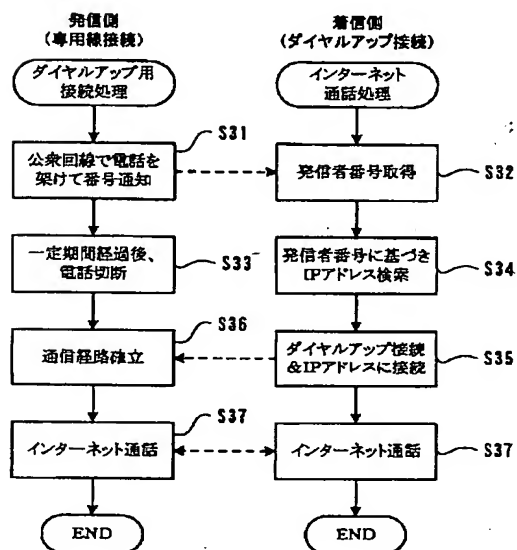 発信側
(専用線接続)
着信側
(ダイヤルアップ接続)
ダイヤルアップ用
接続処理
インターネット
通話処理
S31
公衆回線で電話を
架けて番号通知
発信者番号取得
S32
一定期間経過後、
電話切断
S33
発信者番号に基づき
IPアドレス検索
S34
S36
通信経路確立
ダイヤルアップ接続
&IPアドレスに接続
S35
S37
インターネット通話
インターネット通話
S37
END
END